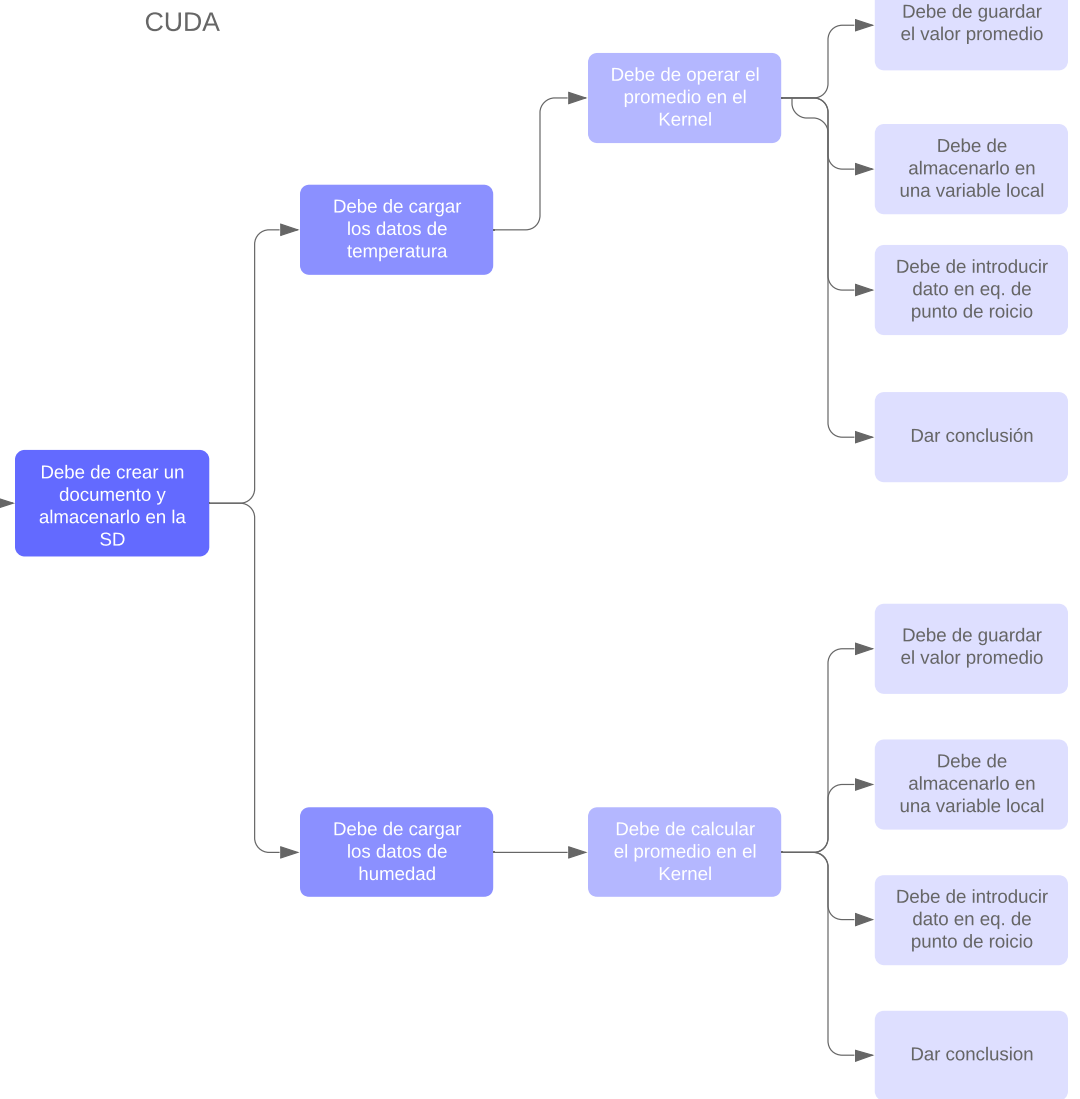 CUDA
Debe de guardar
el valor promedio
Debe de operar el
promedio en el
Kernel
Debe de
almacenarlo en
una variable local
Debe de cargar
los datos de
temperatura
Debe de introducir
dato en eq. de
punto de roicio
Dar conclusión
Debe de crear un
documento y
almacenarlo en la
SD
Debe de guardar
el valor promedio
Debe de
almacenarlo en
una variable local
Debe de cargar
los datos de
humedad
Debe de calcular
el promedio en el
Kernel
Debe de introducir
dato en eq. de
punto de roicio
Dar conclusion